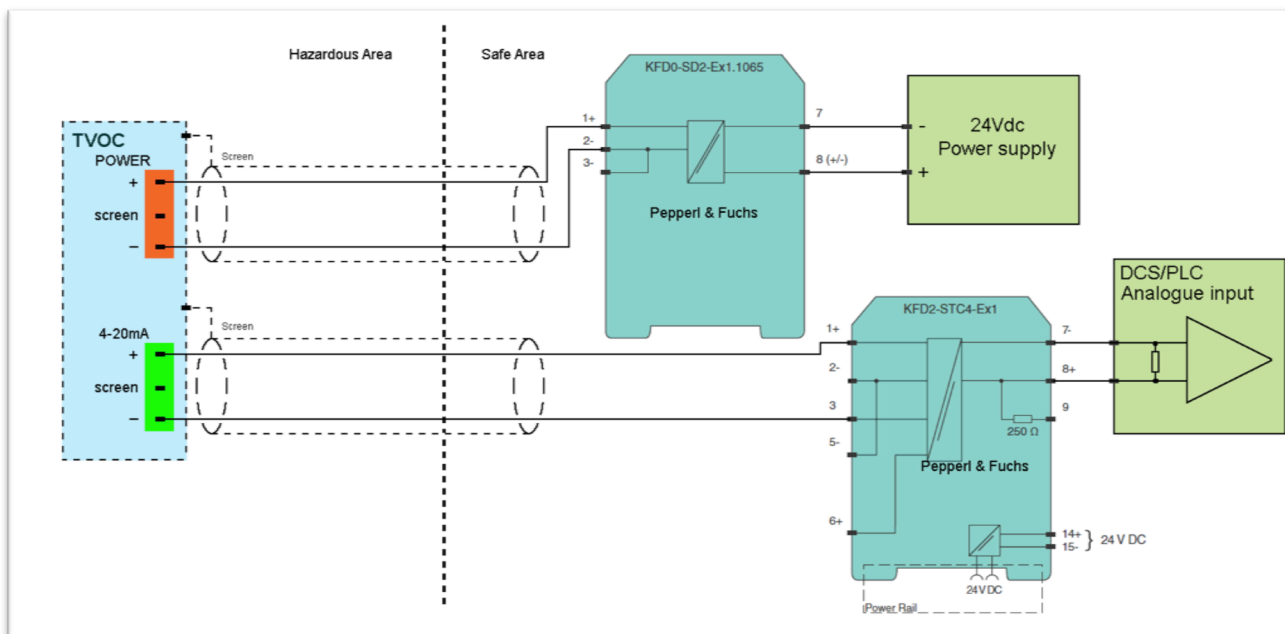 Hazardous Area
Safe Area
KFD0-SD2-Ex1.1065
1+
2-
3-
7
8 (+/-)
Pepperl & Fuchs
-
+
24Vdc
Power supply
TVOC
POWER
+
screen
−
Screen
4-20mA
+
screen
−
Screen
KFD2-STC4-Ex1
1+
2-
3
5-
6+
7-
8+
9
250 Ω
Pepperl & Fuchs
14+
15-
} 24 V DC
24VDC
Power Rail
DCS/PLC
Analogue input